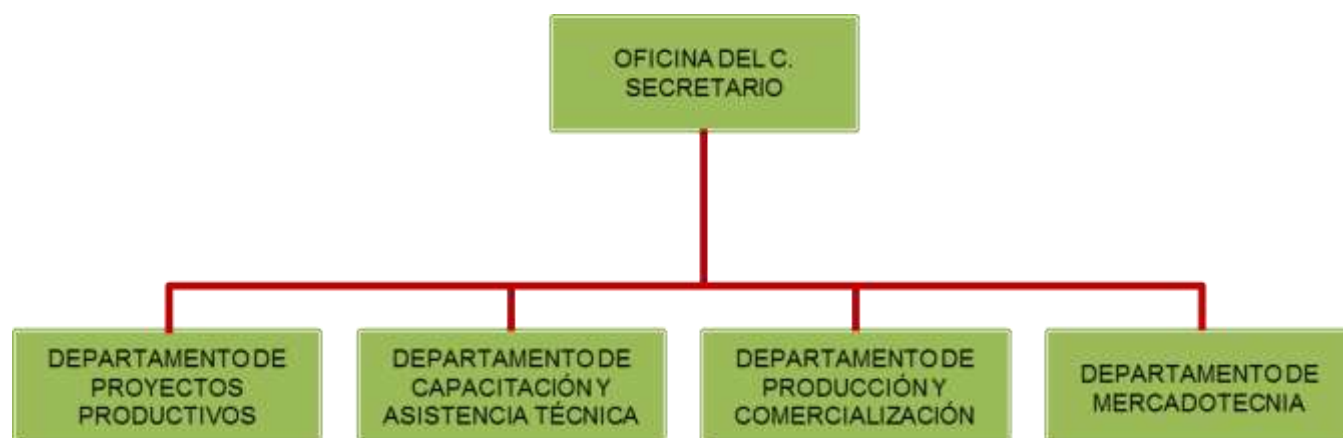 OFICINA DEL C.
SECRETARIO
DEPARTAMENTO DE
PROYECTOS
PRODUCTIVOS
DEPARTAMENTO DE
CAPACITACIÓN Y
ASISTENCIA TÉCNICA
DEPARTAMENTO DE
PRODUCCIÓN Y
COMERCIALIZACIÓN
DEPARTAMENTO DE
MERCADOTECNIA